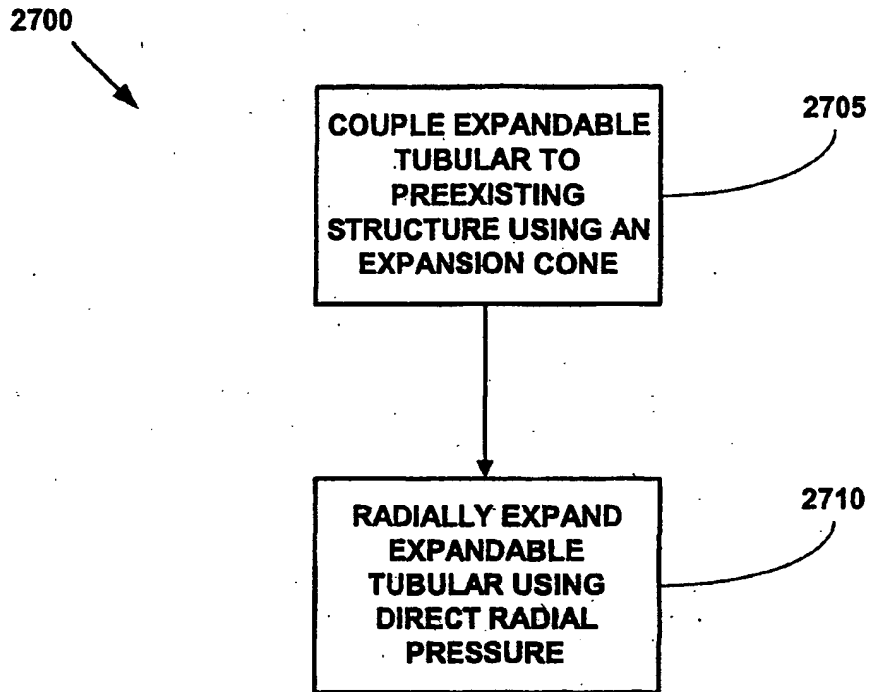 2700
2705
COUPLE EXPANDABLE
TUBULAR TO
PREEXISTING
STRUCTURE USING AN
EXPANSION CONE
2710
RADIALLY EXPAND
EXPANDABLE
TUBULAR USING
DIRECT RADIAL
PRESSURE